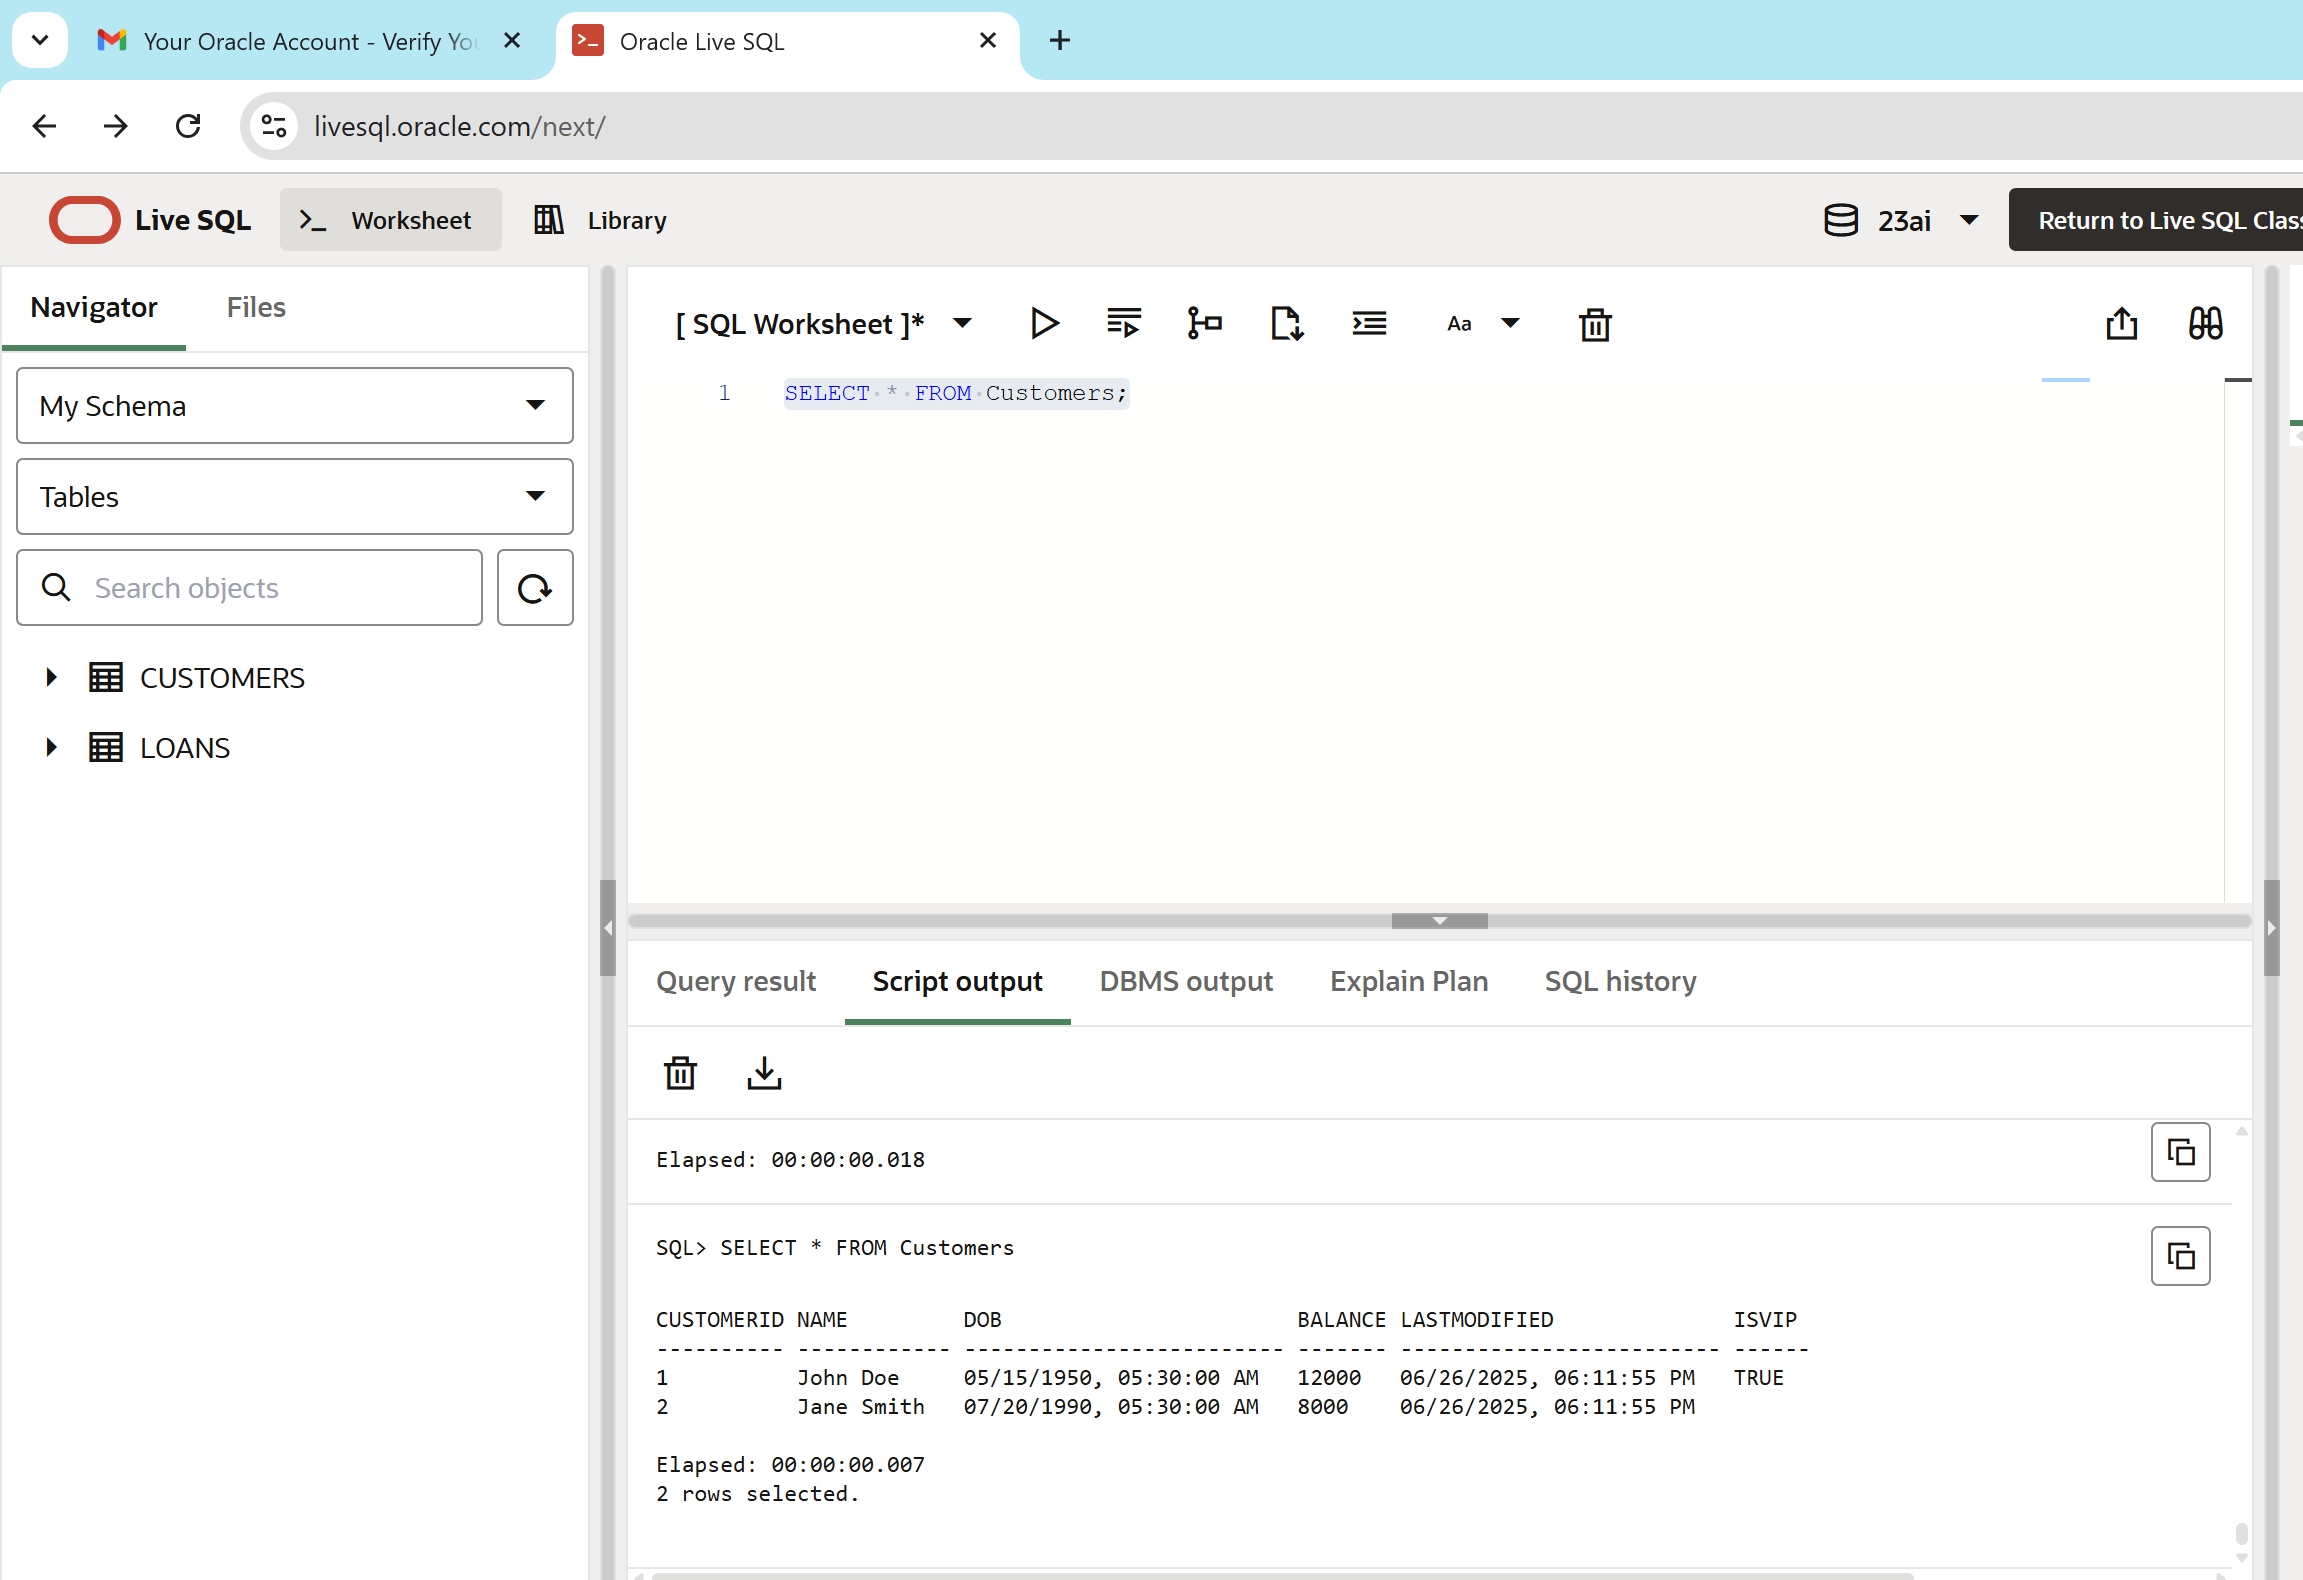 Your Oracle Account - Verify Yo
Oracle Live SQL
livesql.oracle.com/next/
Live SQL
>_ Worksheet
Library
23ai
Return to Live SQL Clas
Navigator
Files
[ SQL Worksheet ]*
Aa
My Schema
1 SELECT * FROM Customers;
Tables
Search objects
CUSTOMERS
LOANS
Query result
Script output
DBMS output
Explain Plan
SQL history
Elapsed: 00:00:00.018
SQL> SELECT * FROM Customers
CUSTOMERID NAME DOB BALANCE LASTMODIFIED ISVIP
---------- ------------ ------------------------- ------- ------------------------- ------
1 John Doe 05/15/1950, 05:30:00 AM 12000 06/26/2025, 06:11:55 PM TRUE
2 Jane Smith 07/20/1990, 05:30:00 AM 8000 06/26/2025, 06:11:55 PM
Elapsed: 00:00:00.007
2 rows selected.